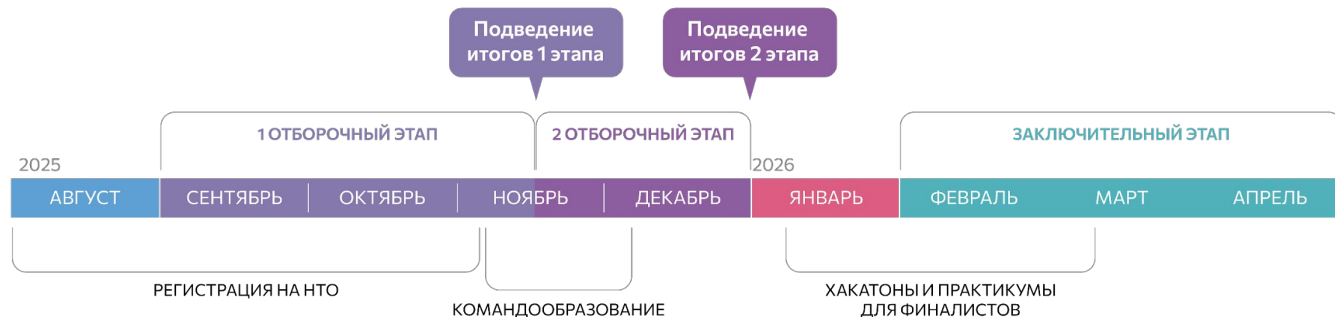 Подведение
итогов 1 этапа
Подведение
итогов 2 этапа
1 ОТБОРОЧНЫЙ ЭТАП
2 ОТБОРОЧНЫЙ ЭТАП
ЗАКЛЮЧИТЕЛЬНЫЙ ЭТАП
2025
2026
АВГУСТ
СЕНТЯБРЬ
ОКТЯБРЬ
НОЯБРЬ
ДЕКАБРЬ
ЯНВАРЬ
ФЕВРАЛЬ
МАРТ
АПРЕЛЬ
РЕГИСТРАЦИЯ НА НТО
КОМАНДООБРАЗОВАНИЕ
ХАКАТОНЫ И ПРАКТИКУМЫ
ДЛЯ ФИНАЛИСТОВ